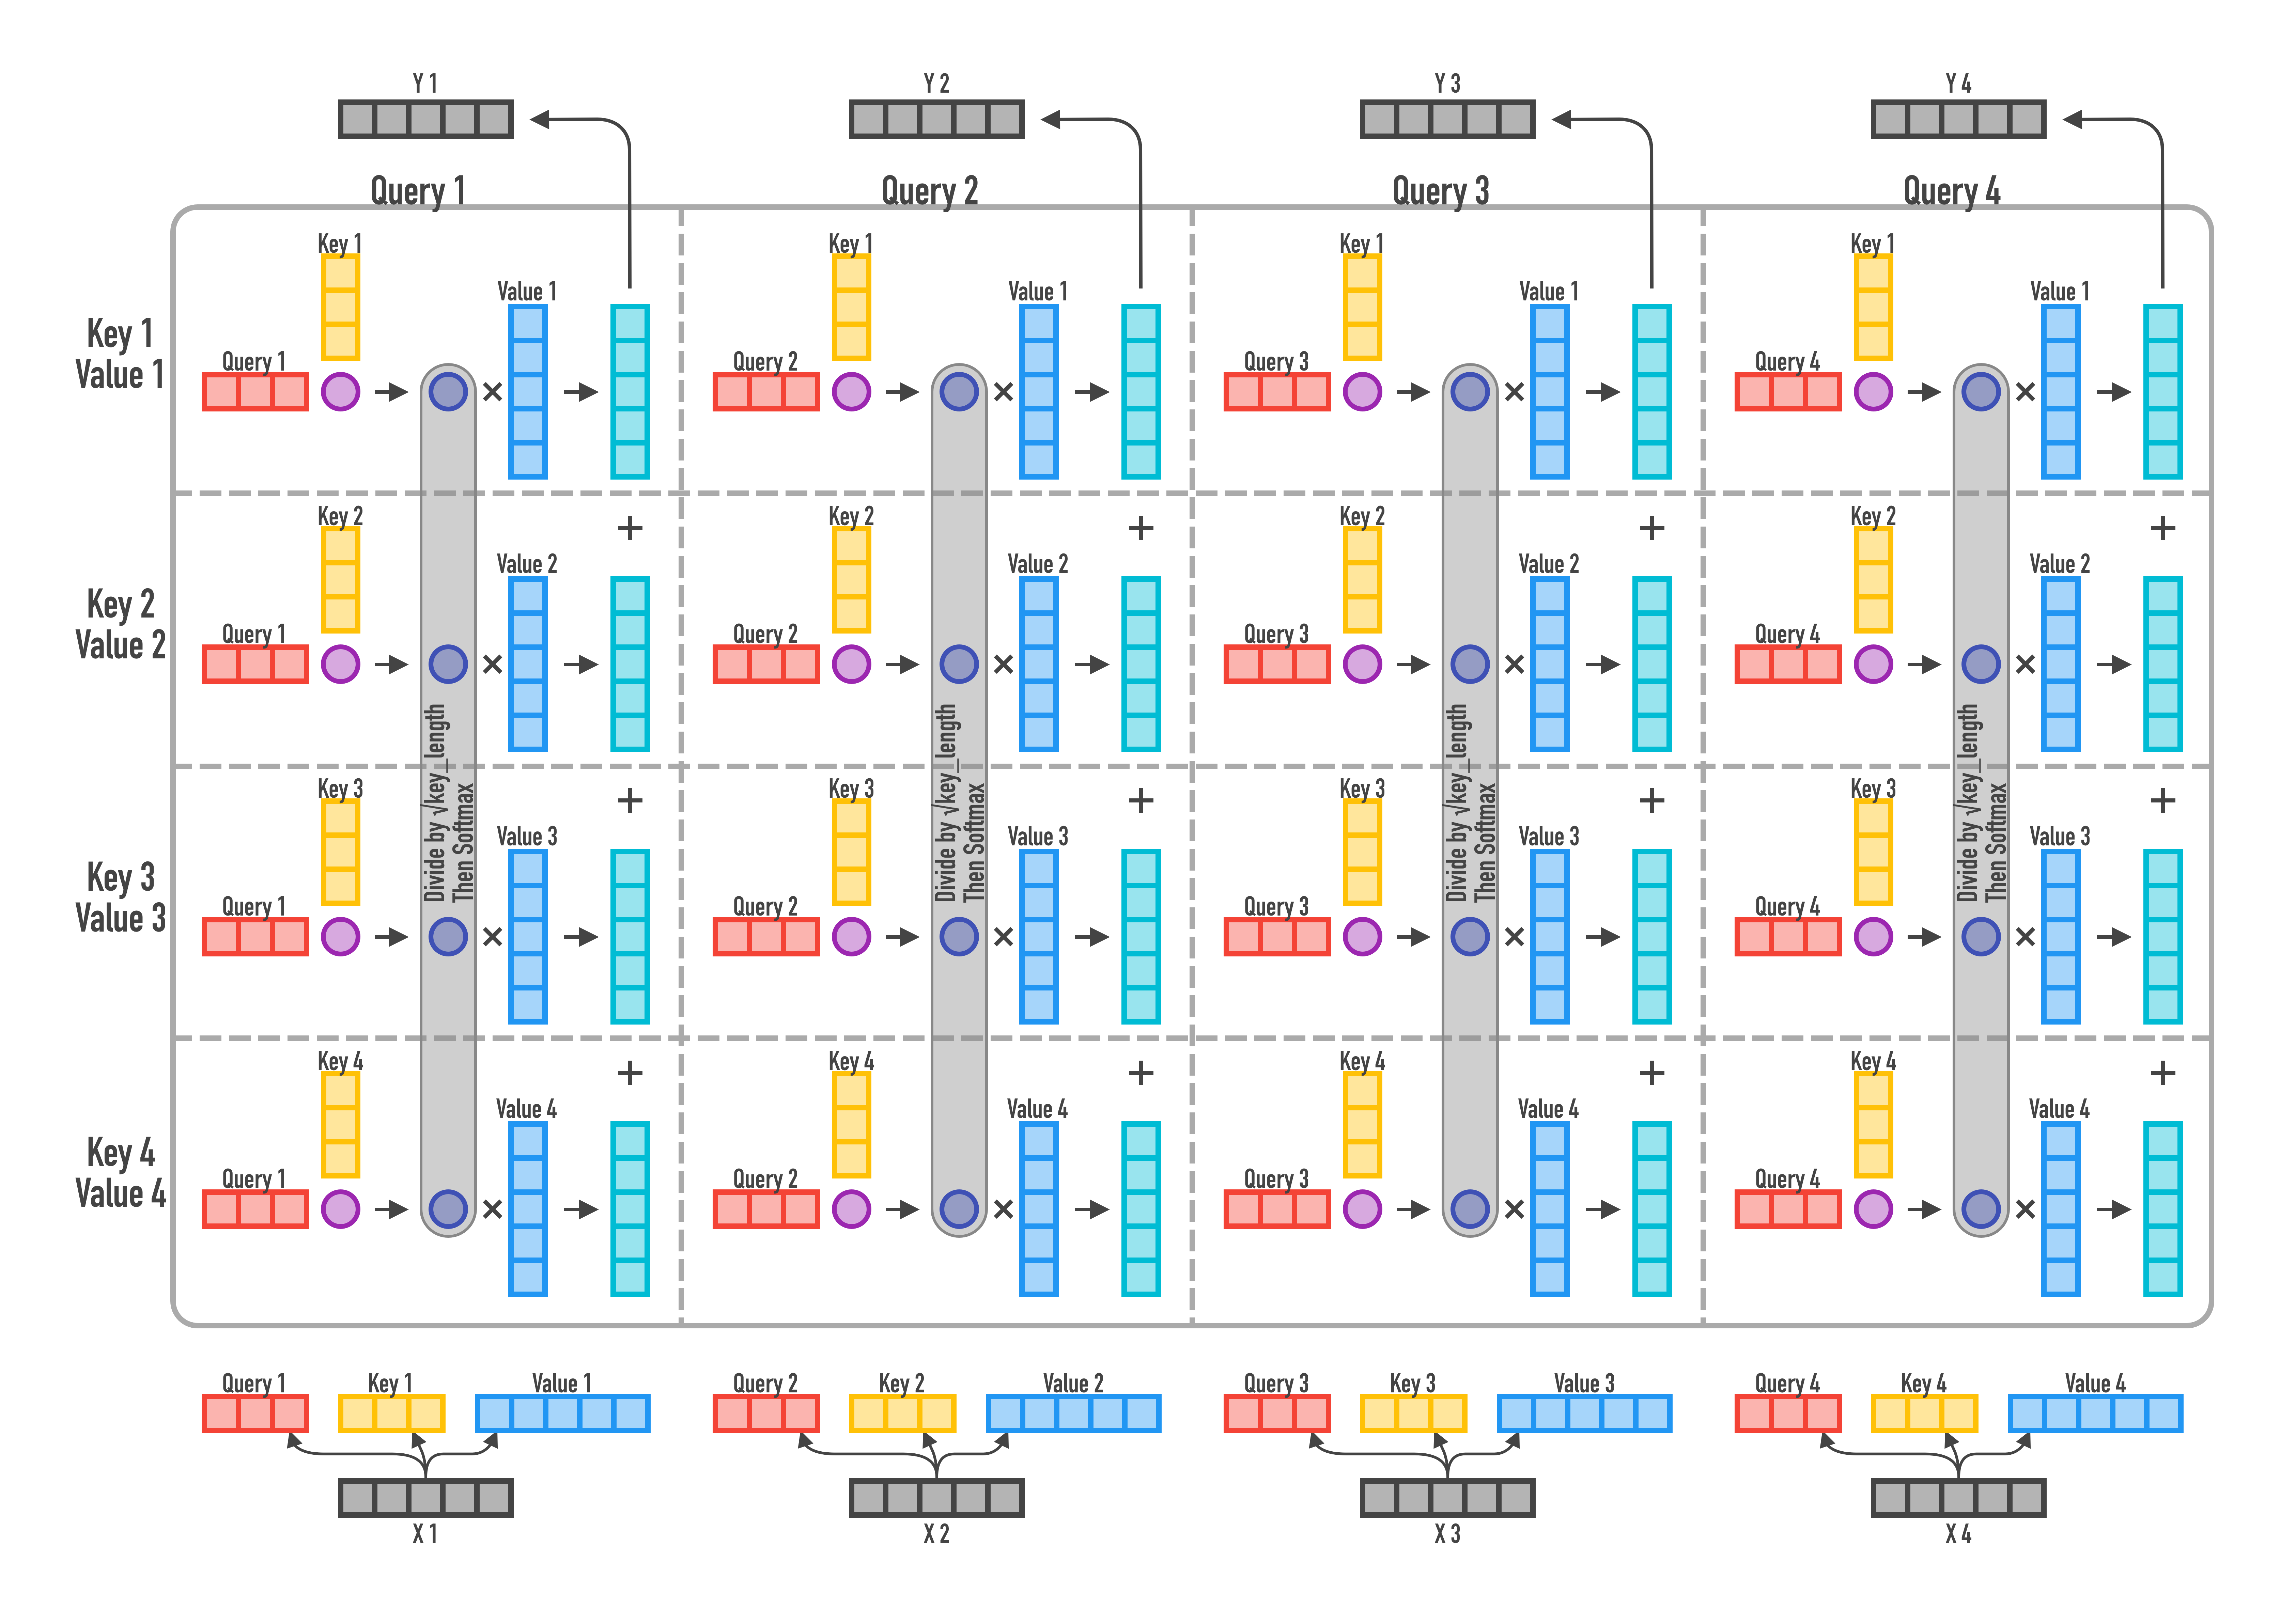 Y 1
Y 2
Y 3
Y 4
Query 1
Query 2
Query 3
Query 4
Key 1
Value 1
Key 1
Value 1
Query 1
Key 1
Value 1
Query 2
Key 1
Value 1
Query 3
Key 1
Value 1
Query 4
×
×
×
×
Key 2
Value 2
Key 2
+
Value 2
Query 1
Key 2
+
Value 2
Query 2
Key 2
+
Value 2
Query 3
Key 2
+
Value 2
Query 4
×
×
×
×
Divide by √key_length
Then Softmax
Divide by √key_length
Then Softmax
Divide by √key_length
Then Softmax
Divide by √key_length
Then Softmax
Key 3
Value 3
Key 3
+
Value 3
Query 1
Key 3
+
Value 3
Query 2
Key 3
+
Value 3
Query 3
Key 3
+
Value 3
Query 4
×
×
×
×
Key 4
Value 4
Key 4
+
Value 4
Query 1
Key 4
+
Value 4
Query 2
Key 4
+
Value 4
Query 3
Key 4
+
Value 4
Query 4
×
×
×
×
Query 1
Key 1
Value 1
Query 2
Key 2
Value 2
Query 3
Key 3
Value 3
Query 4
Key 4
Value 4
X 1
X 2
X 3
X 4